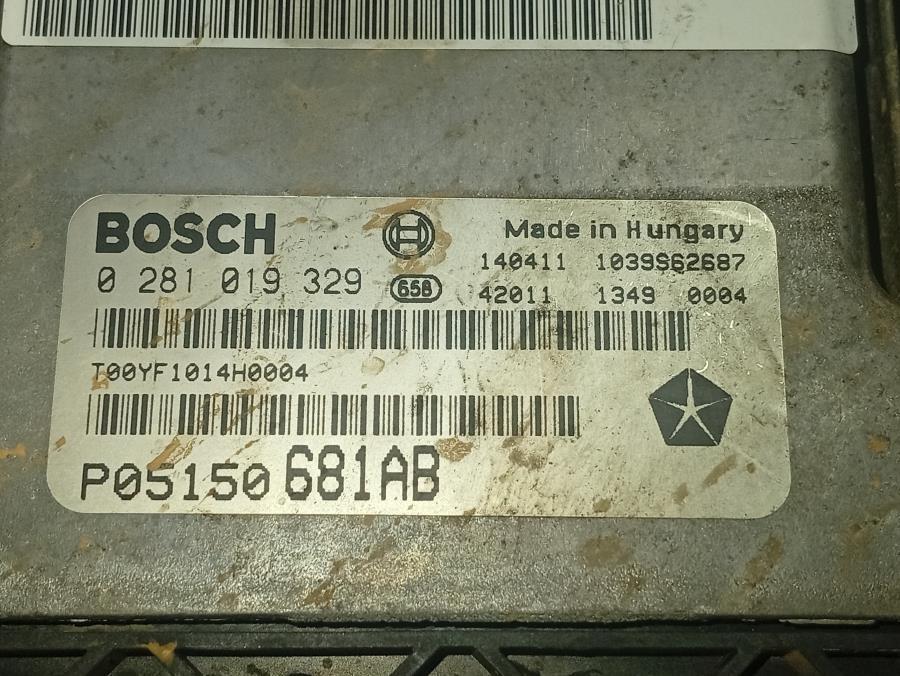 BOSCH
Made in Hungary
0 281 019 329
658
140411 1039S62687
42011 1349 0004
T00YF1014H0004
P05150681AB